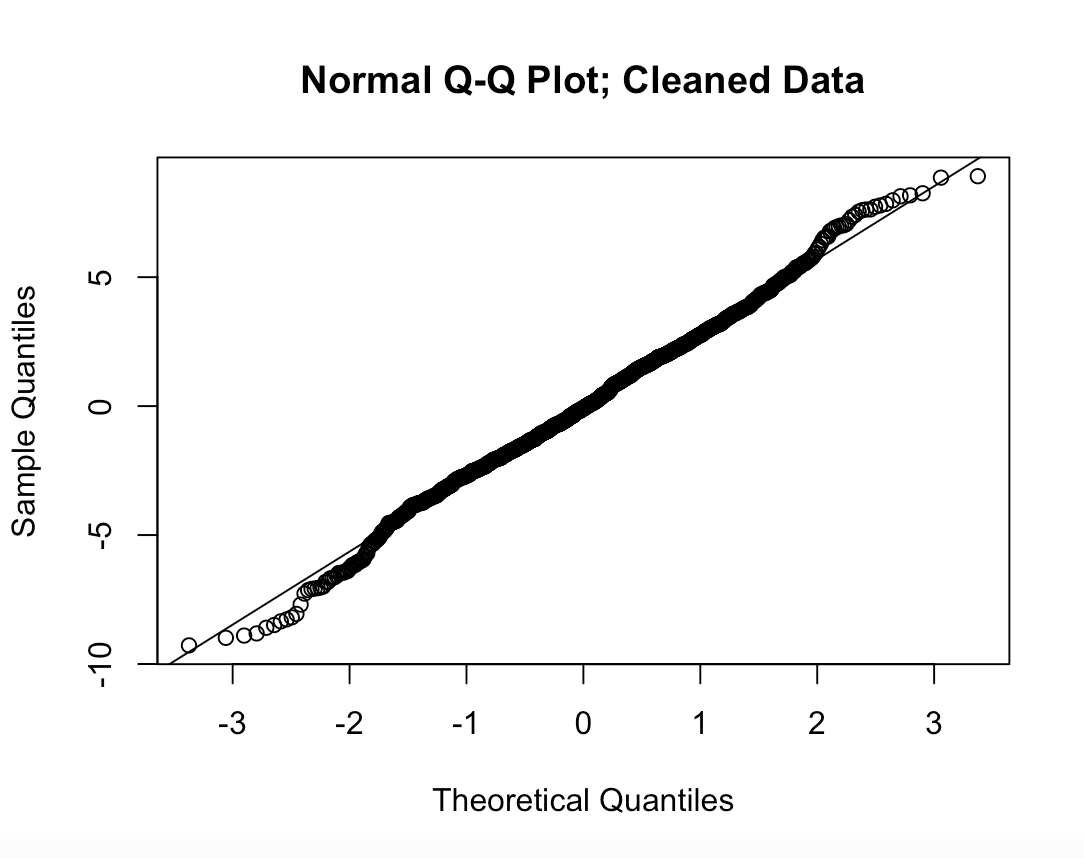 Normal Q-Q Plot; Cleaned Data
Sample Quantiles
5
0
-5
-10
-3 -2 -1 0 1 2 3
Theoretical Quantiles